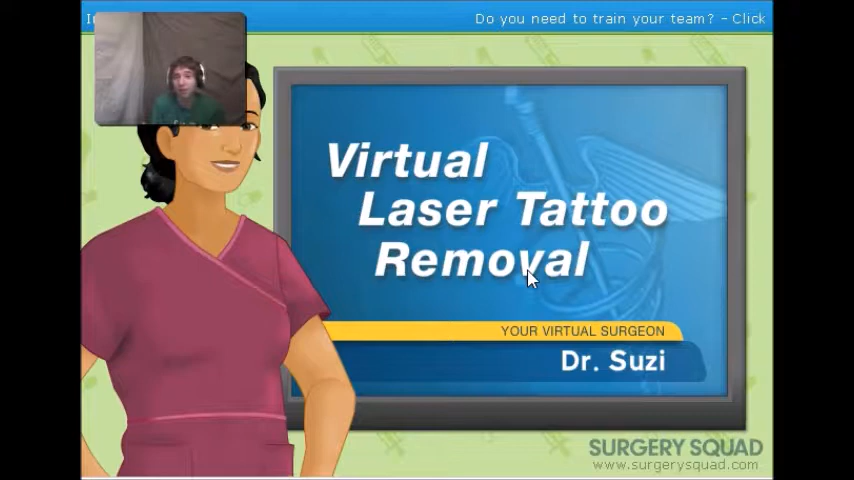 Do you need to train your team? - Click
Virtual
Laser Tattoo
Removal
YOUR VIRTUAL SURGEON
Dr. Suzi
SURGERY SQUAD
www.surgerysquad.com